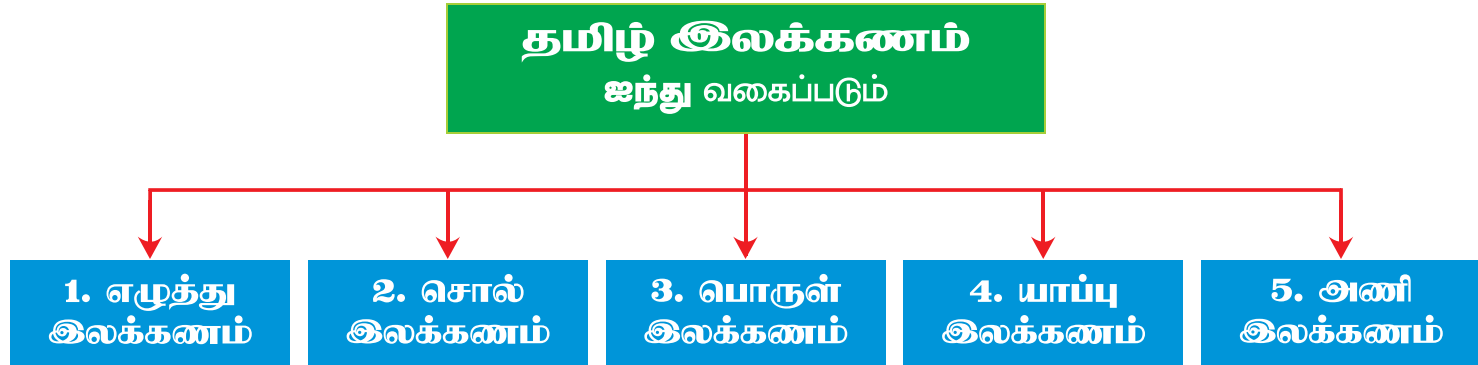 தமிழ் இலக்கணம்
ஐந்து வகைப்படும்
1. எழுத்து
இலக்கணம்
2. சொல்
இலக்கணம்
3. பொருள்
இலக்கணம்
4. யாப்பு
இலக்கணம்
5. அணி
இலக்கணம்